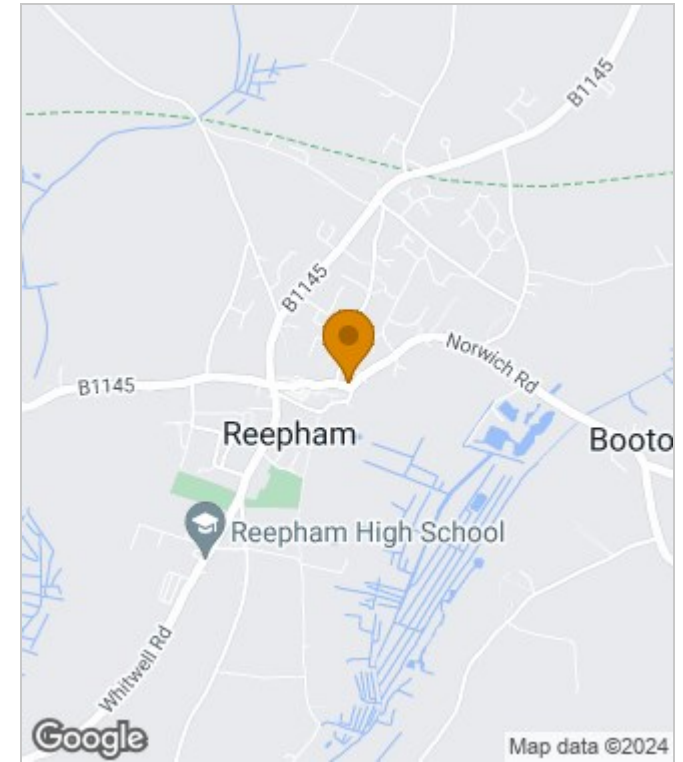 B1145
B1145
B1145
Norwich Rd
Reepham
Booto
Reepham High School
Whitwell Rd
Google
Map data ©2024